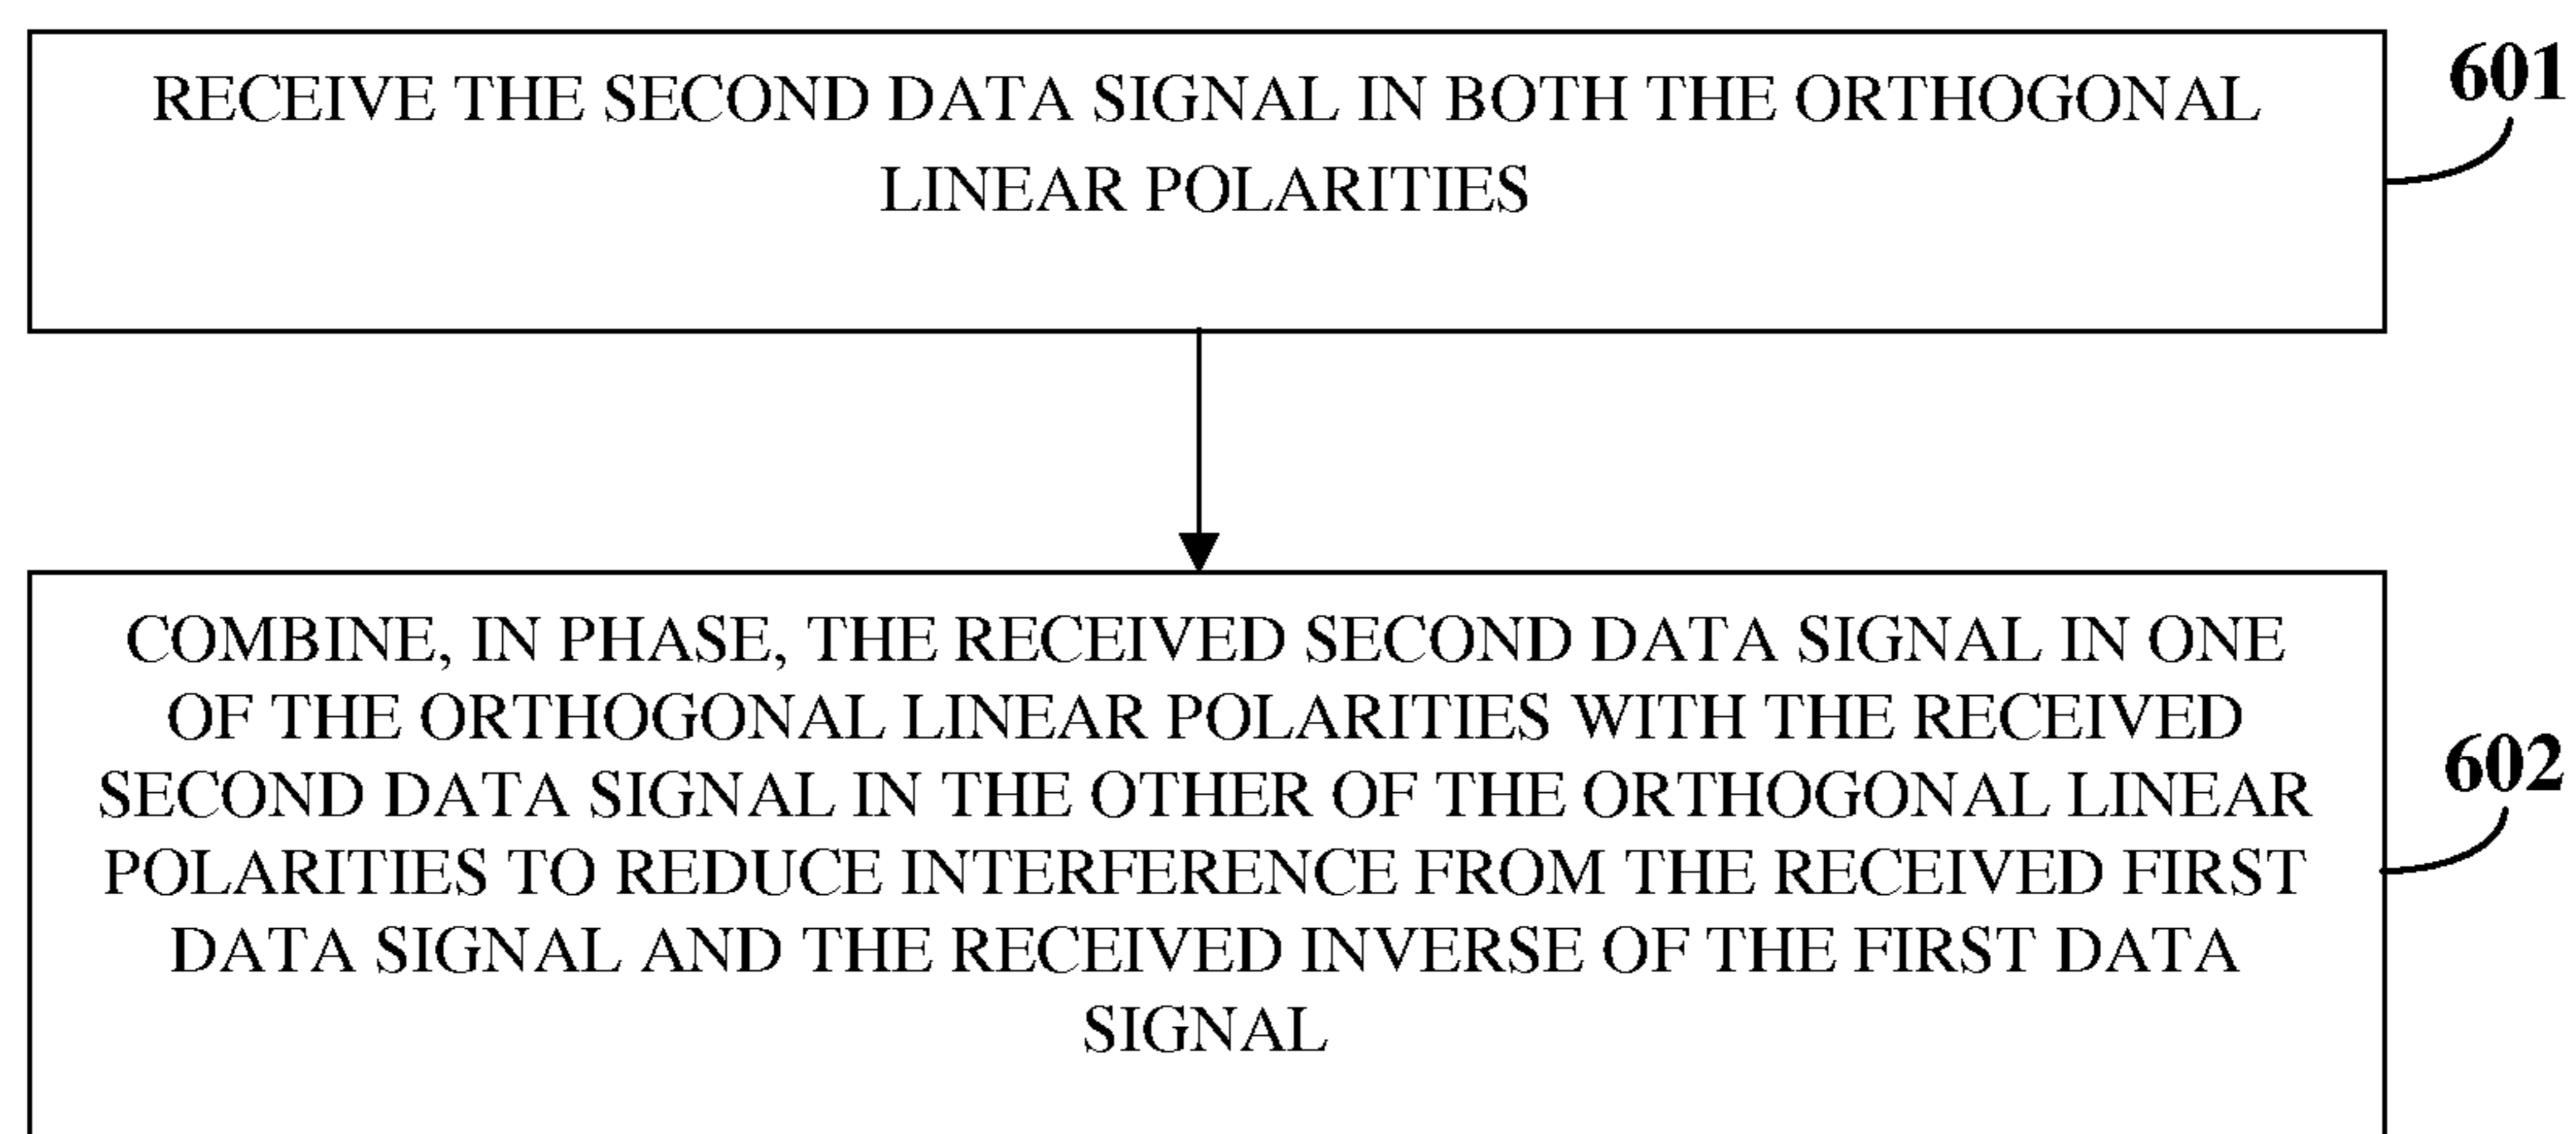 RECEIVE THE SECOND DATA SIGNAL IN BOTH THE ORTHOGONAL
LINEAR POLARITIES
601
COMBINE, IN PHASE, THE RECEIVED SECOND DATA SIGNAL IN ONE
OF THE ORTHOGONAL LINEAR POLARITIES WITH THE RECEIVED
SECOND DATA SIGNAL IN THE OTHER OF THE ORTHOGONAL LINEAR
POLARITIES TO REDUCE INTERFERENCE FROM THE RECEIVED FIRST
DATA SIGNAL AND THE RECEIVED INVERSE OF THE FIRST DATA
SIGNAL
602